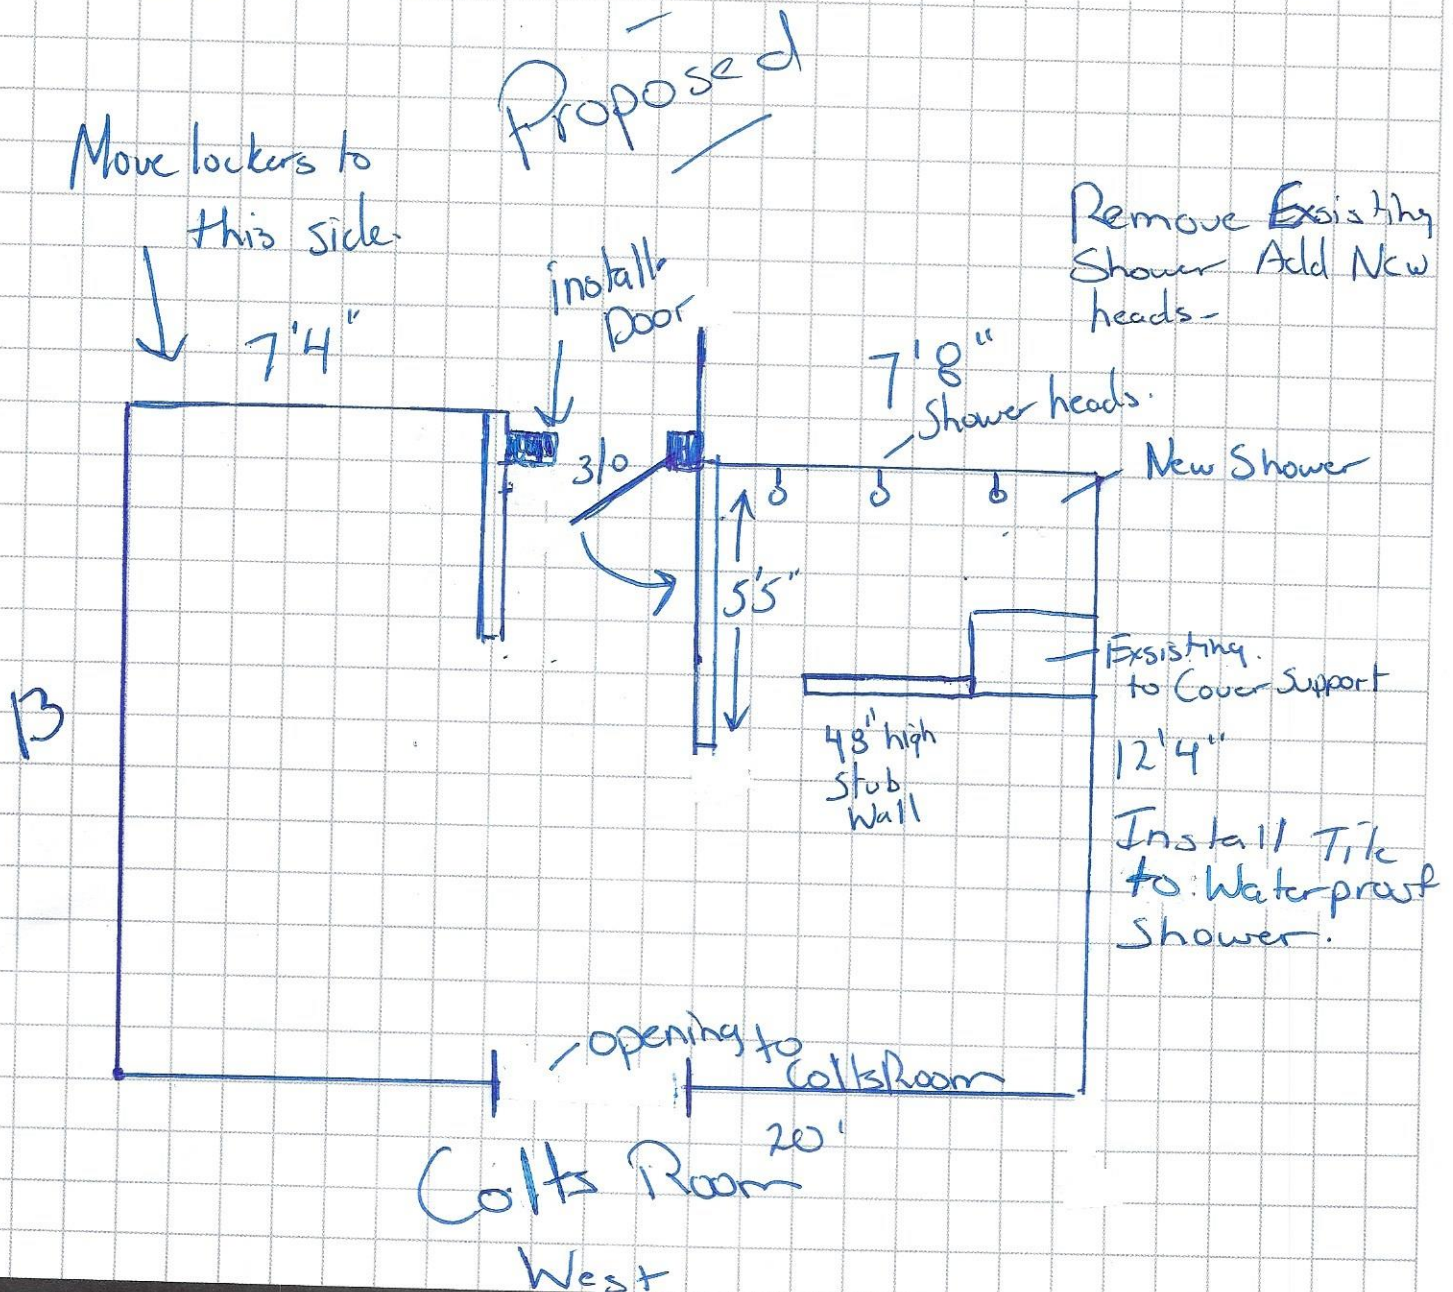 Proposed
Move lockers to
this side.
7'4"
install
Door
Remove Exsisting
Shower Add New
heads-
7'8"
Shower heads.
New Shower
3/0
5'5"
Exsisting.
to Cover Support
13
48" high
Stub
Wall
12'4"
Install Tile
to Waterproof
Shower.
opening to
Colts Room
20'
Colts Room
West